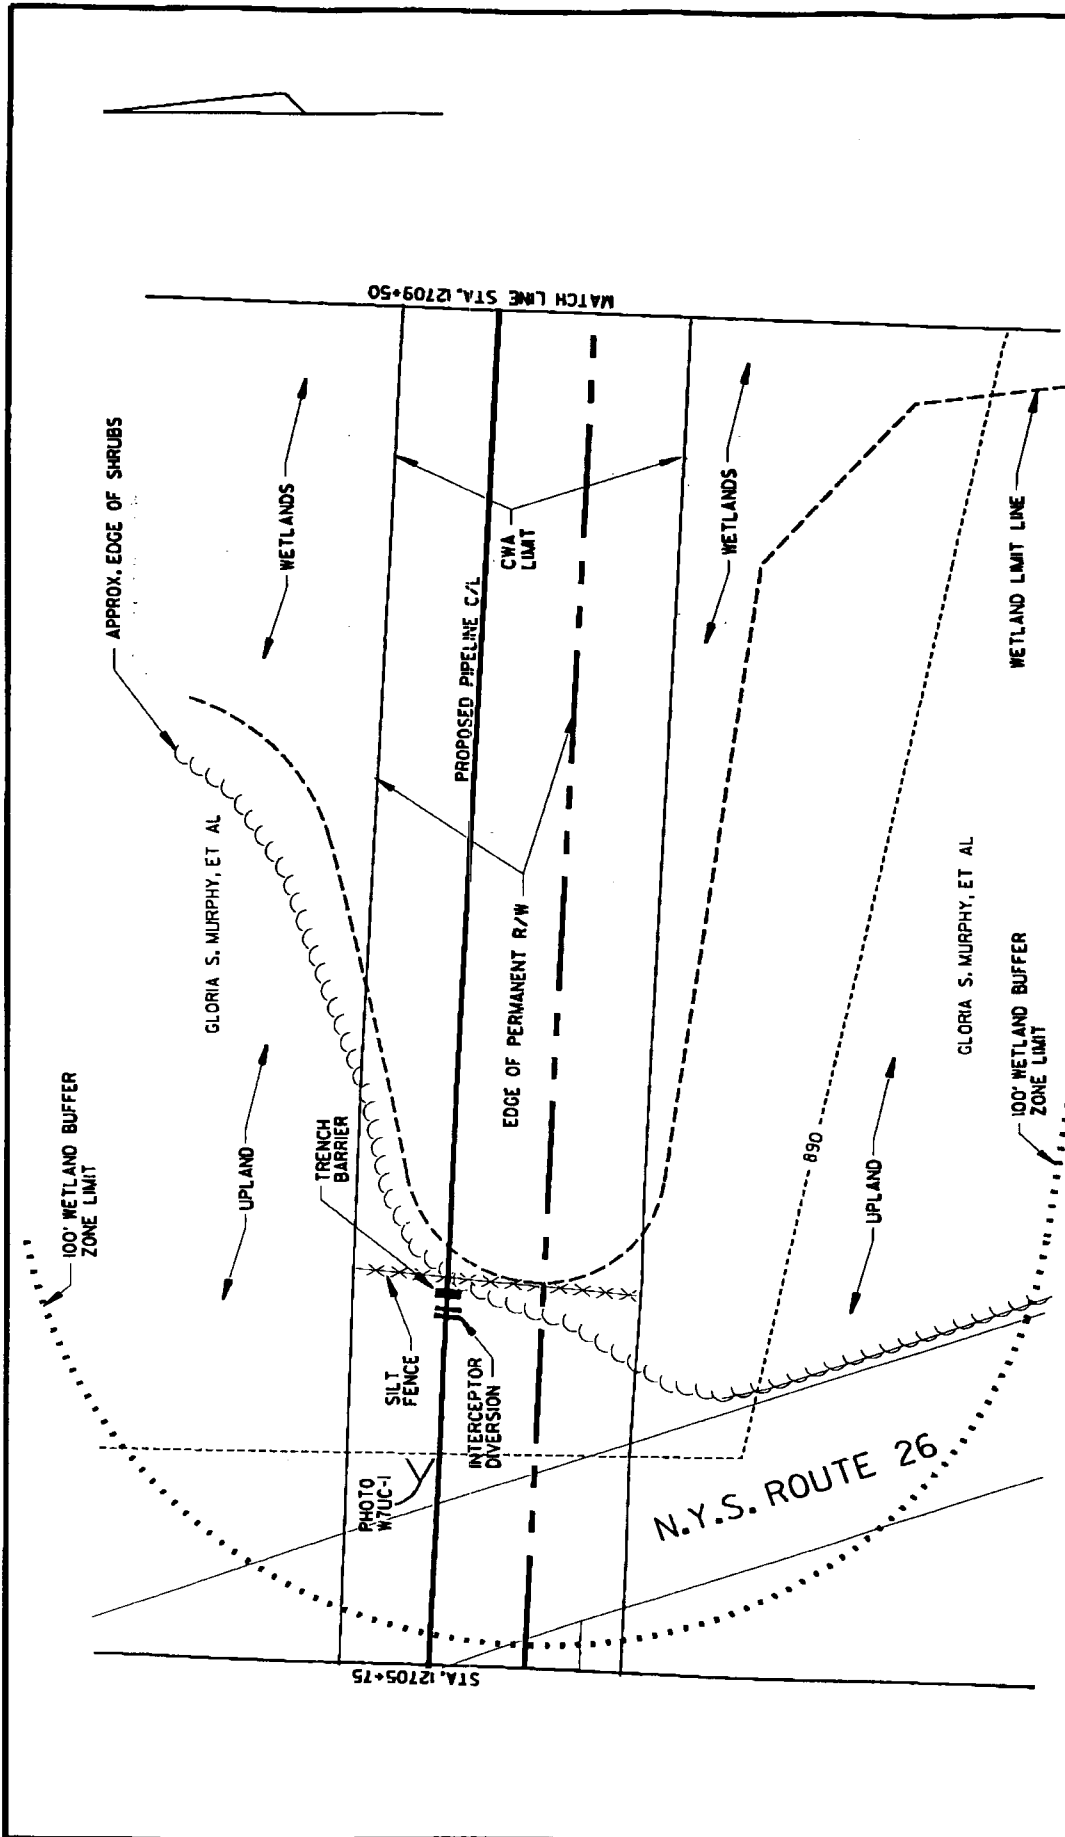 MATCH LINE STA. 12709+50
APPROX. EDGE OF SHRUBS
WETLANDS
CWA
LIMIT
WETLANDS
WETLAND LIMIT LINE
PROPOSED PIPELINE C/L
GLORIA S. MURPHY, ET AL
EDGE OF PERMANENT R/W
GLORIA S. MURPHY, ET AL
100' WETLAND BUFFER
ZONE LIMIT
UPLAND
TRENCH
BARRIER
890
UPLAND
100' WETLAND BUFFER
ZONE LIMIT
SILT
FENCE
INTERCEPTOR
DIVERSION
PHOTO
W7UC-1
N.Y.S. ROUTE 26
STA. 12705+75